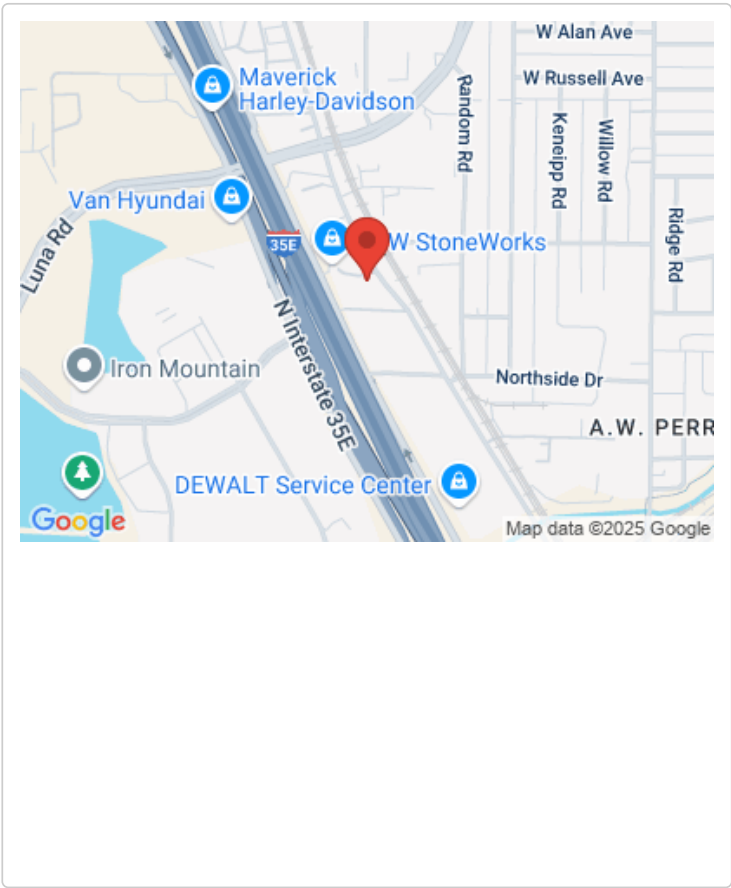 W Alan Ave
Maverick
Harley-Davidson
W Russell Ave
Random Rd
Keneipp Rd
Willow Rd
Van Hyundai
Ridge Rd
Luna Rd
35E
W StoneWorks
N Interstate 35E
Iron Mountain
Northside Dr
A.W. PERR
DEWALT Service Center
Google
Map data ©2025 Google